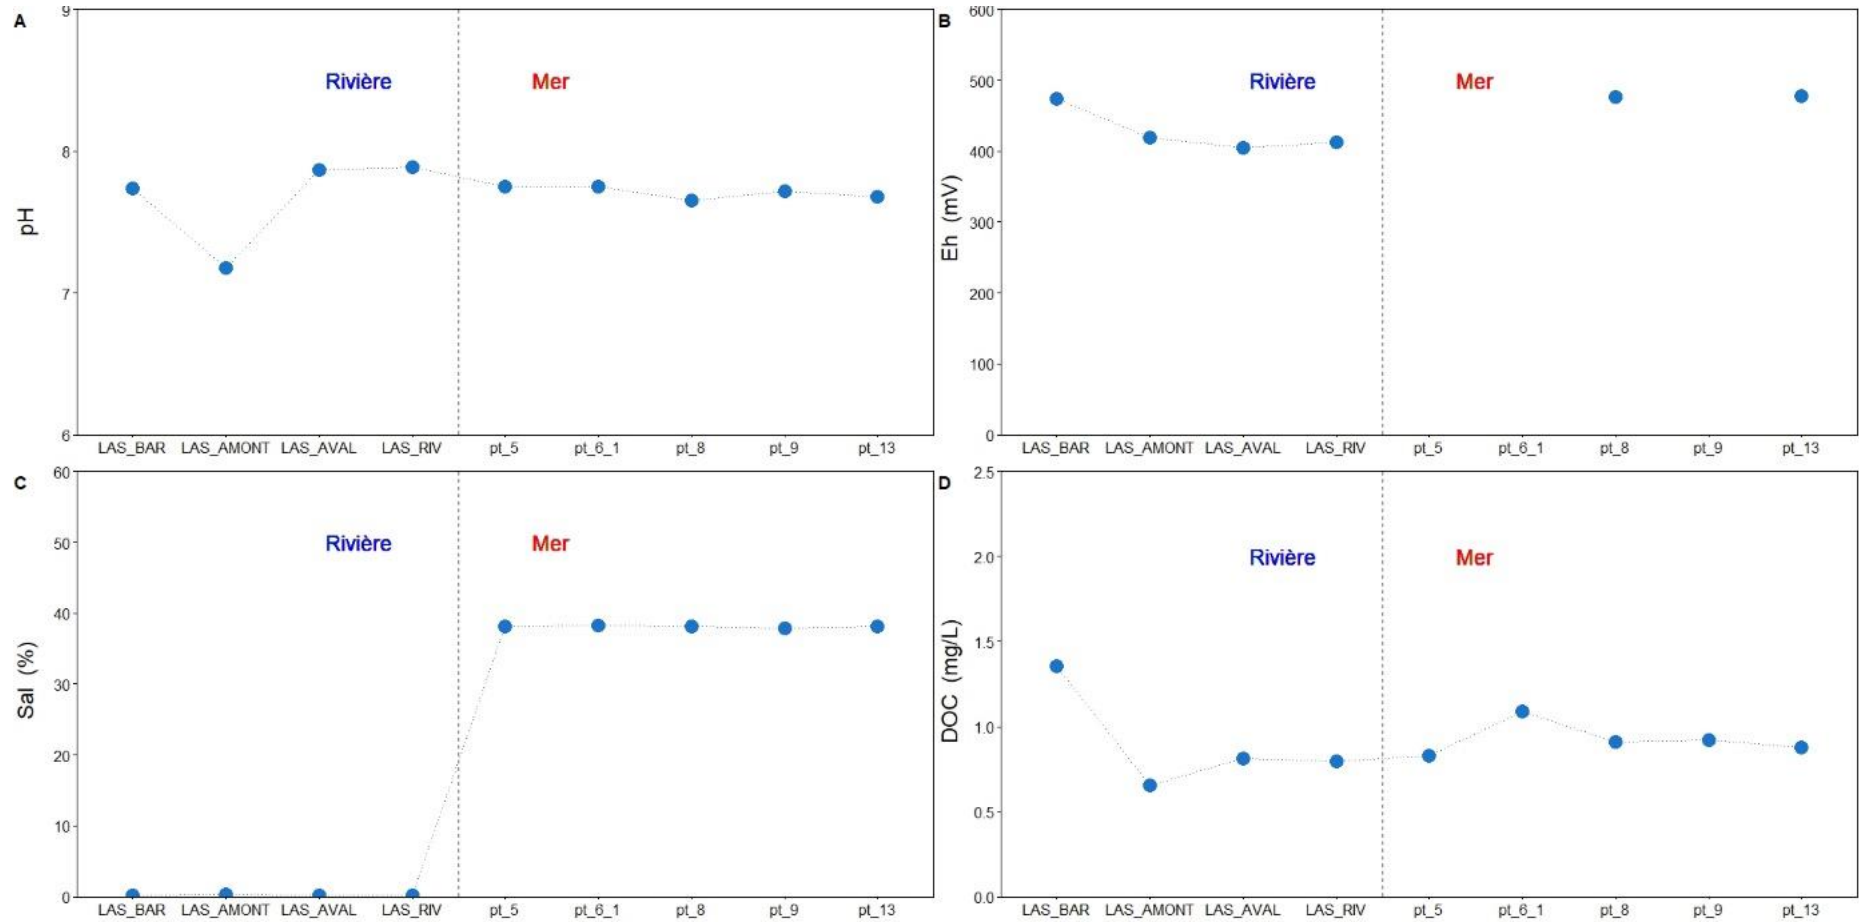 A
9
8
7
6
pH
Rivière
Mer
LAS_BAR LAS_AMONT LAS_AVAL LAS_RIV pt_5 pt_6_1 pt_8 pt_9 pt_13
B
600
500
400
300
200
100
0
Eh (mV)
Rivière
Mer
LAS_BAR LAS_AMONT LAS_AVAL LAS_RIV pt_5 pt_6_1 pt_8 pt_9 pt_13
C
60
50
40
30
20
10
0
Sal (%)
Rivière
Mer
LAS_BAR LAS_AMONT LAS_AVAL LAS_RIV pt_5 pt_6_1 pt_8 pt_9 pt_13
D
2.5
2.0
1.5
1.0
0.5
0.0
DOC (mg/L)
Rivière
Mer
LAS_BAR LAS_AMONT LAS_AVAL LAS_RIV pt_5 pt_6_1 pt_8 pt_9 pt_13